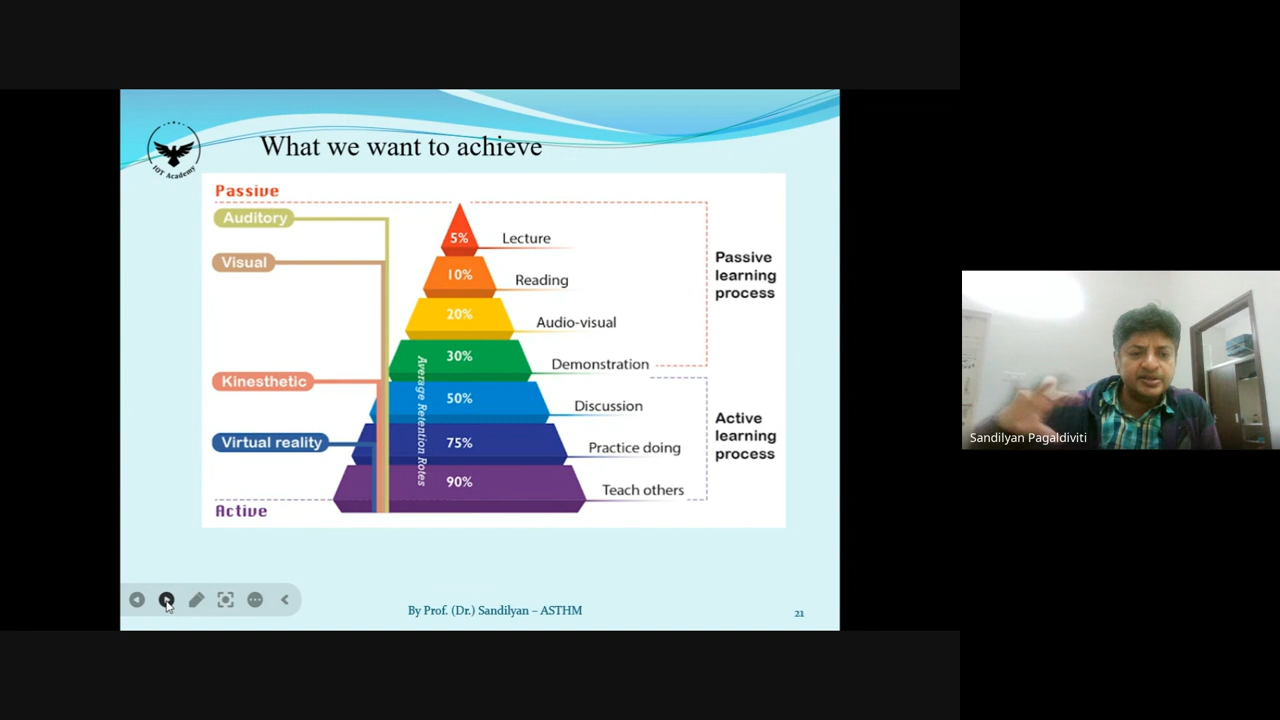 IOT Academy
What we want to achieve
Passive
Auditory
Visual
Kinesthetic
Virtual reality
Active
5%
10%
20%
30%
50%
75%
90%
Average Retention Rotes
Lecture
Reading
Audio-visual
Demonstration
Discussion
Practice doing
Teach others
Passive
learning
process
Active
learning
process
By Prof. (Dr.) Sandilyan – ASTHM
21
Sandilyan Pagaldiviti